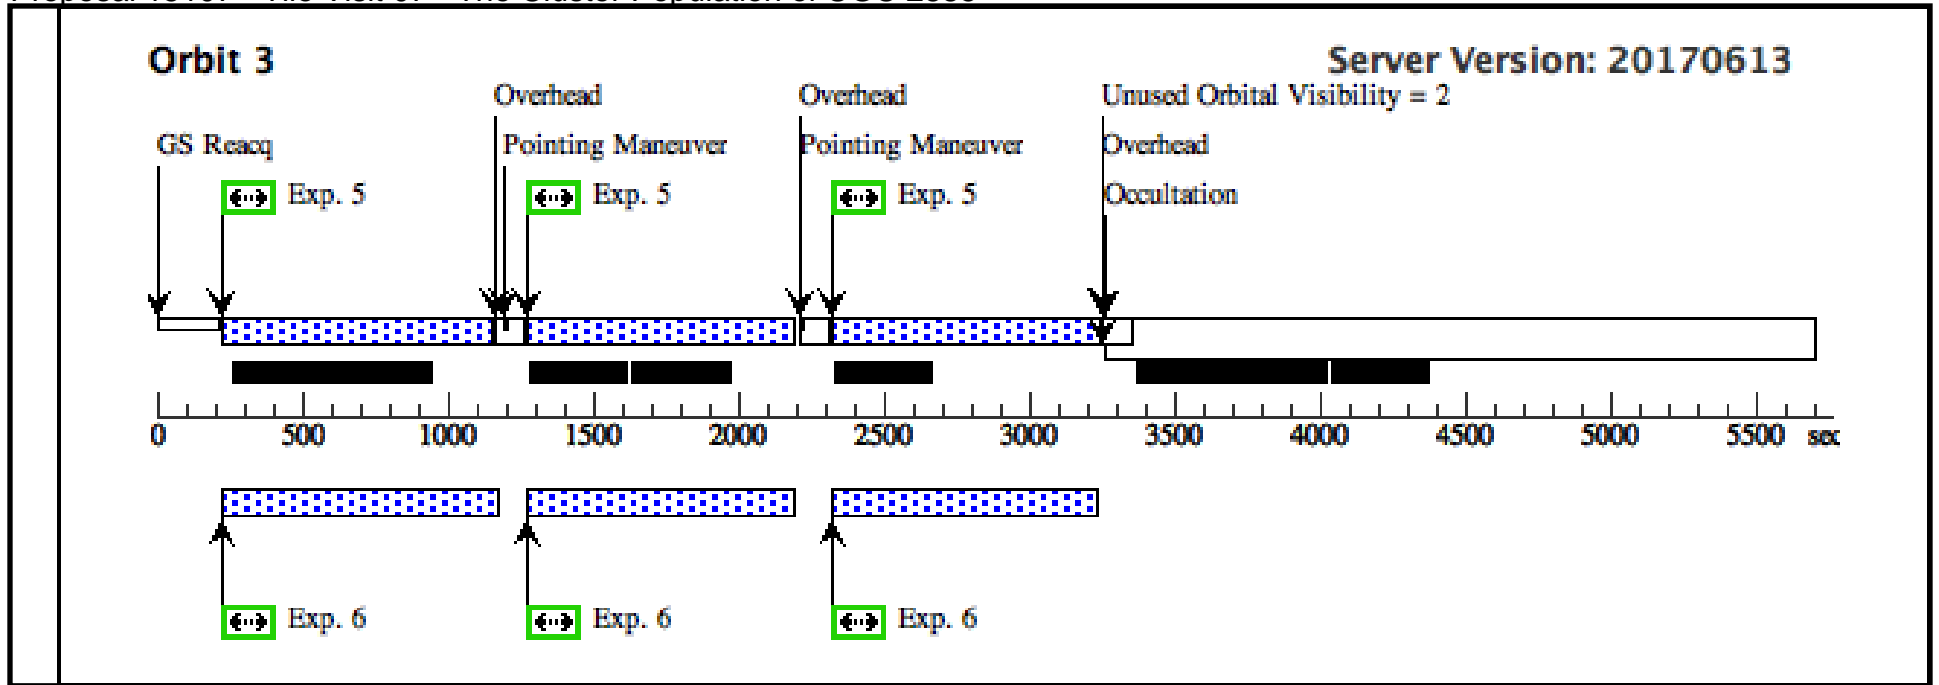 Orbit 3 Server Version: 20170613
Overhead Overhead Unused Orbital Visibility = 2
GS Reacq Pointing Maneuver Pointing Maneuver Overhead
Exp. 5 Exp. 5 Exp. 5 Occultation
0 500 1000 1500 2000 2500 3000 3500 4000 4500 5000 5500 sec
Exp. 6 Exp. 6 Exp. 6